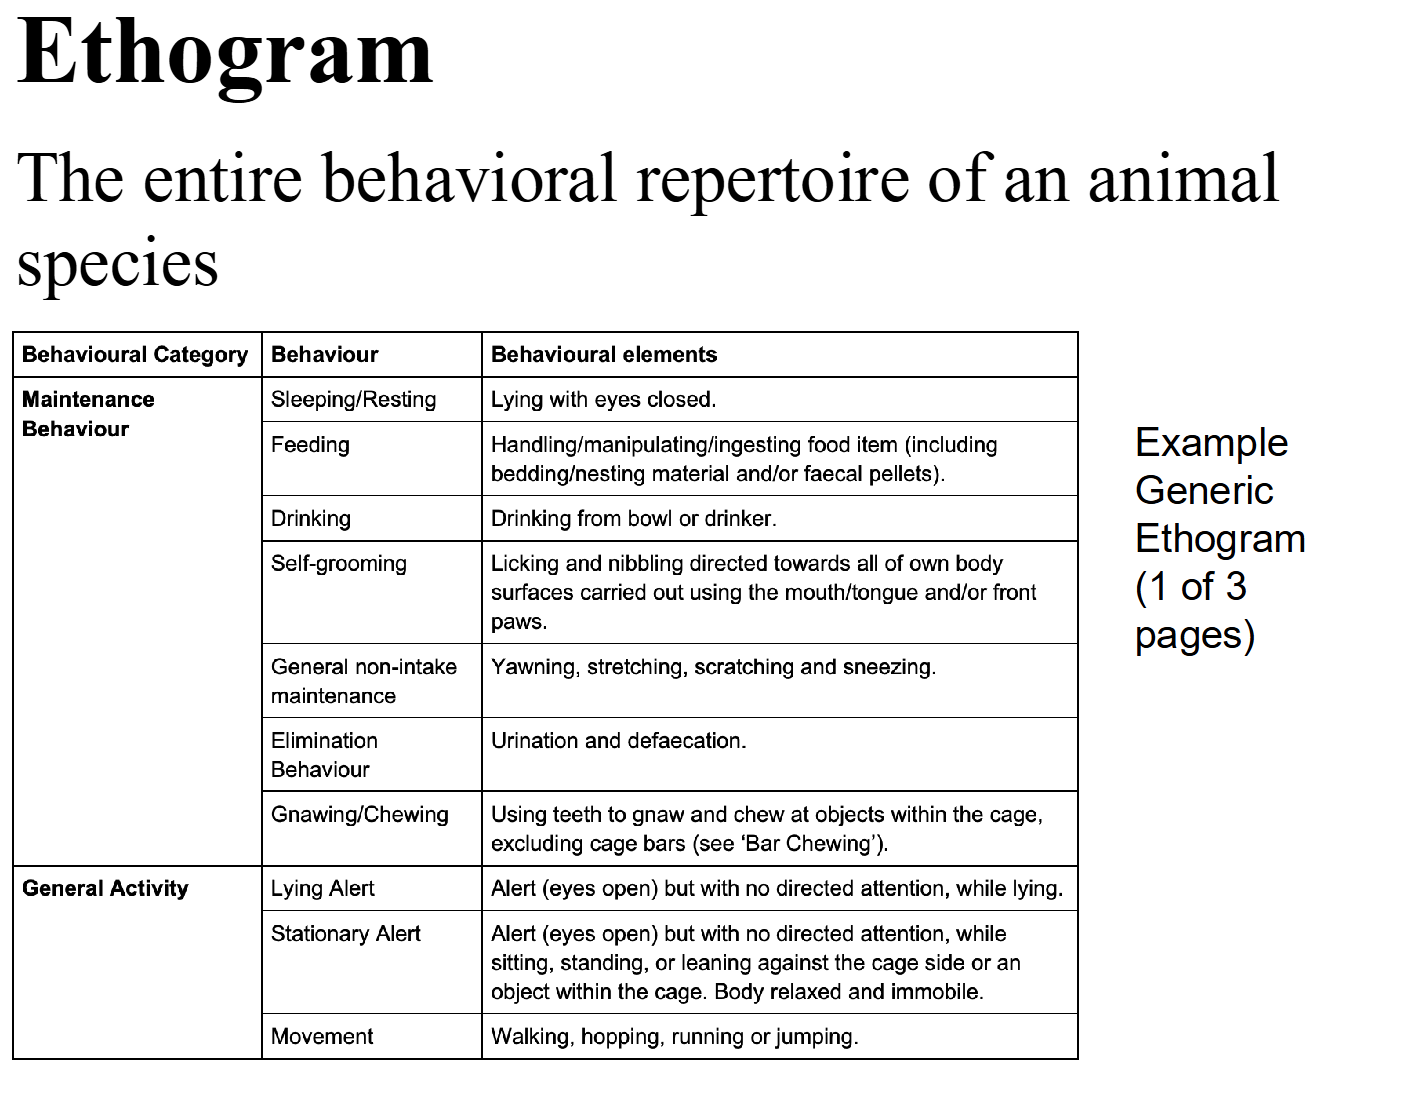 Ethogram
The entire behavioral repertoire of an animal
species
Behavioural Category Behaviour Behavioural elements
Maintenance
Behaviour
Sleeping/Resting Lying with eyes closed.
Feeding Handling/manipulating/ingesting food item (including
bedding/nesting material and/or faecal pellets).
Drinking Drinking from bowl or drinker.
Self-grooming Licking and nibbling directed towards all of own body
surfaces carried out using the mouth/tongue and/or front
paws.
General non-intake
maintenance
Yawning, stretching, scratching and sneezing.
Elimination
Behaviour
Urination and defaecation.
Gnawing/Chewing Using teeth to gnaw and chew at objects within the cage,
excluding cage bars (see ‘Bar Chewing’).
General Activity Lying Alert Alert (eyes open) but with no directed attention, while lying.
Stationary Alert Alert (eyes open) but with no directed attention, while
sitting, standing, or leaning against the cage side or an
object within the cage. Body relaxed and immobile.
Movement Walking, hopping, running or jumping.
Example
Generic
Ethogram
(1 of 3
pages)